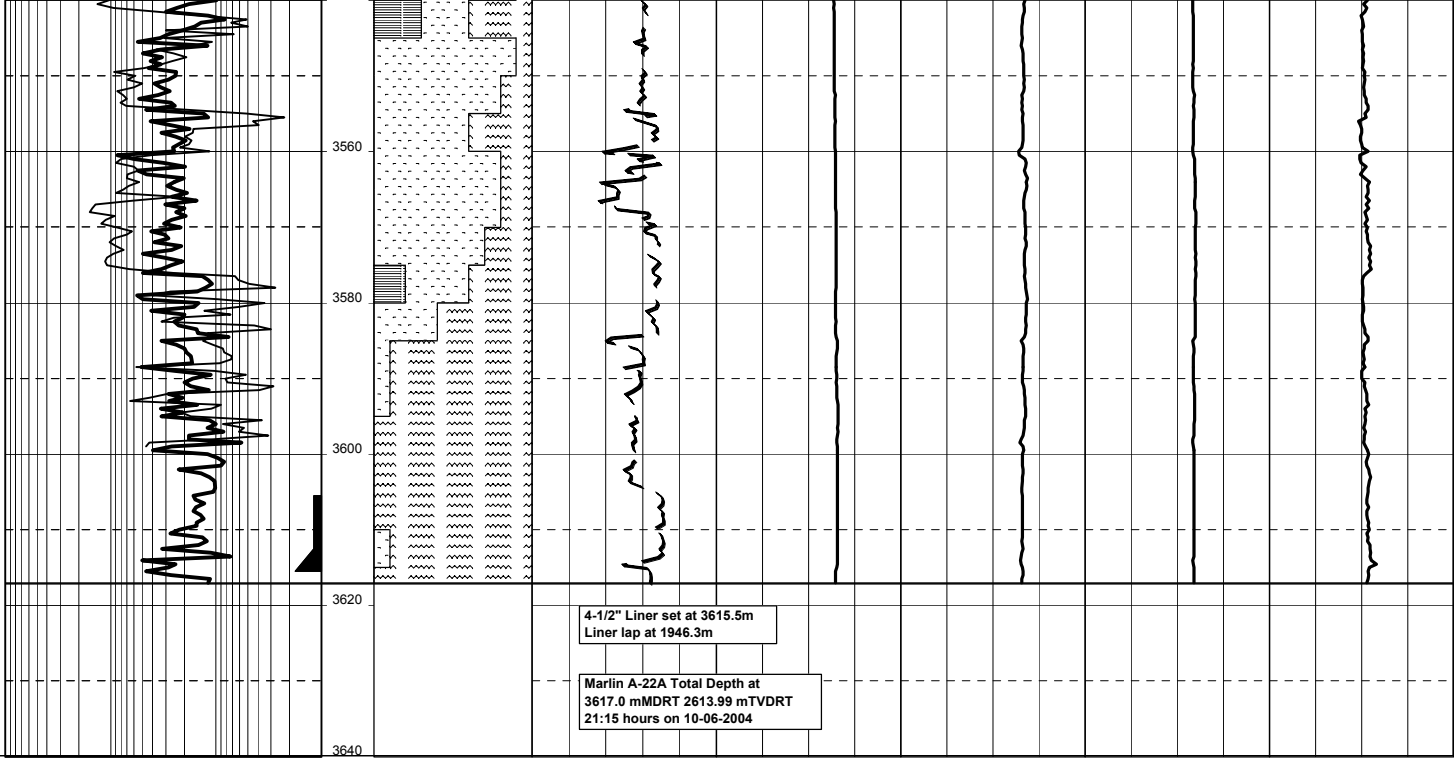 3560
3580
3600
3620
4-1/2" Liner set at 3615.5m
Liner lap at 1946.3m
Marlin A-22A Total Depth at
3617.0 mMDRT 2613.99 mTVDRT
21:15 hours on 10-06-2004
3640